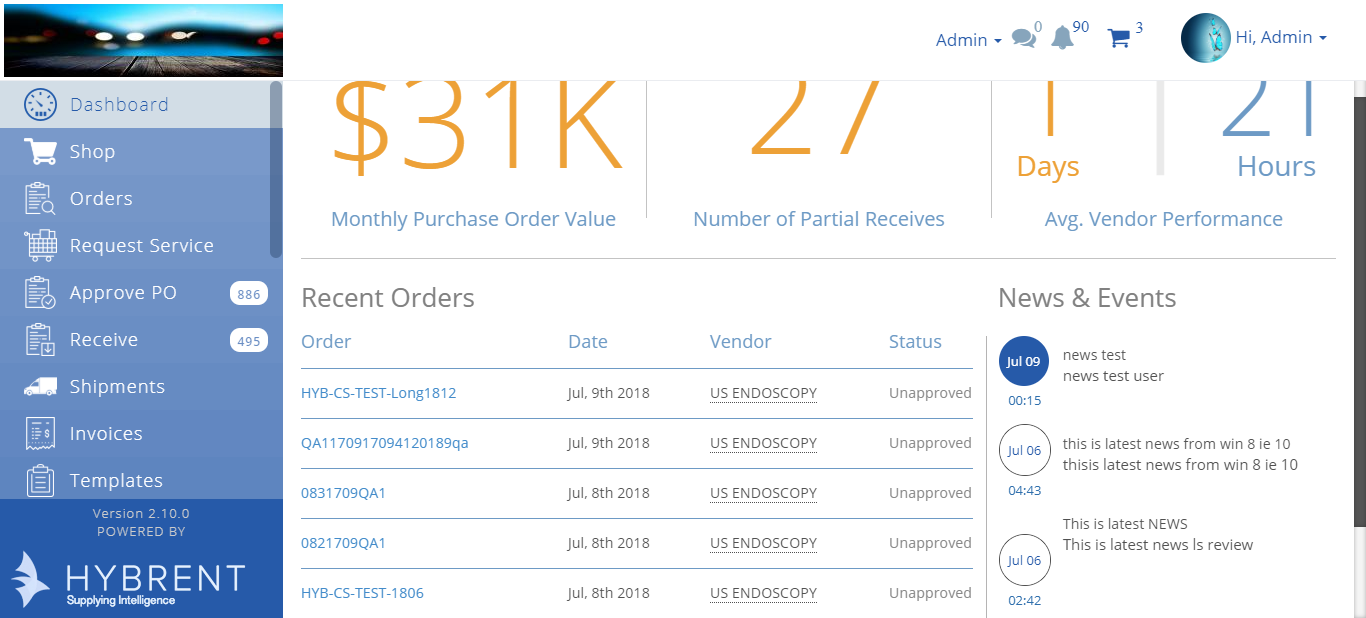 Admin 0 90 3 Hi, Admin
Dashboard
Shop
Orders
Request Service
Approve PO 886
Receive 495
Shipments
Invoices
Templates
Version 2.10.0
POWERED BY
HYBRENT
Supplying Intelligence
$31K 27 1 21
Days Hours
Monthly Purchase Order Value Number of Partial Receives Avg. Vendor Performance
Recent Orders
Order Date Vendor Status
HYB-CS-TEST-Long1812 Jul, 9th 2018 US ENDOSCOPY Unapproved
QA1170917094120189qa Jul, 9th 2018 US ENDOSCOPY Unapproved
0831709QA1 Jul, 8th 2018 US ENDOSCOPY Unapproved
0821709QA1 Jul, 8th 2018 US ENDOSCOPY Unapproved
HYB-CS-TEST-1806 Jul, 8th 2018 US ENDOSCOPY Unapproved
News & Events
Jul 09
00:15
news test
news test user
Jul 06
04:43
this is latest news from win 8 ie 10
thisis latest news from win 8 ie 10
Jul 06
02:42
This is latest NEWS
This is latest news ls review